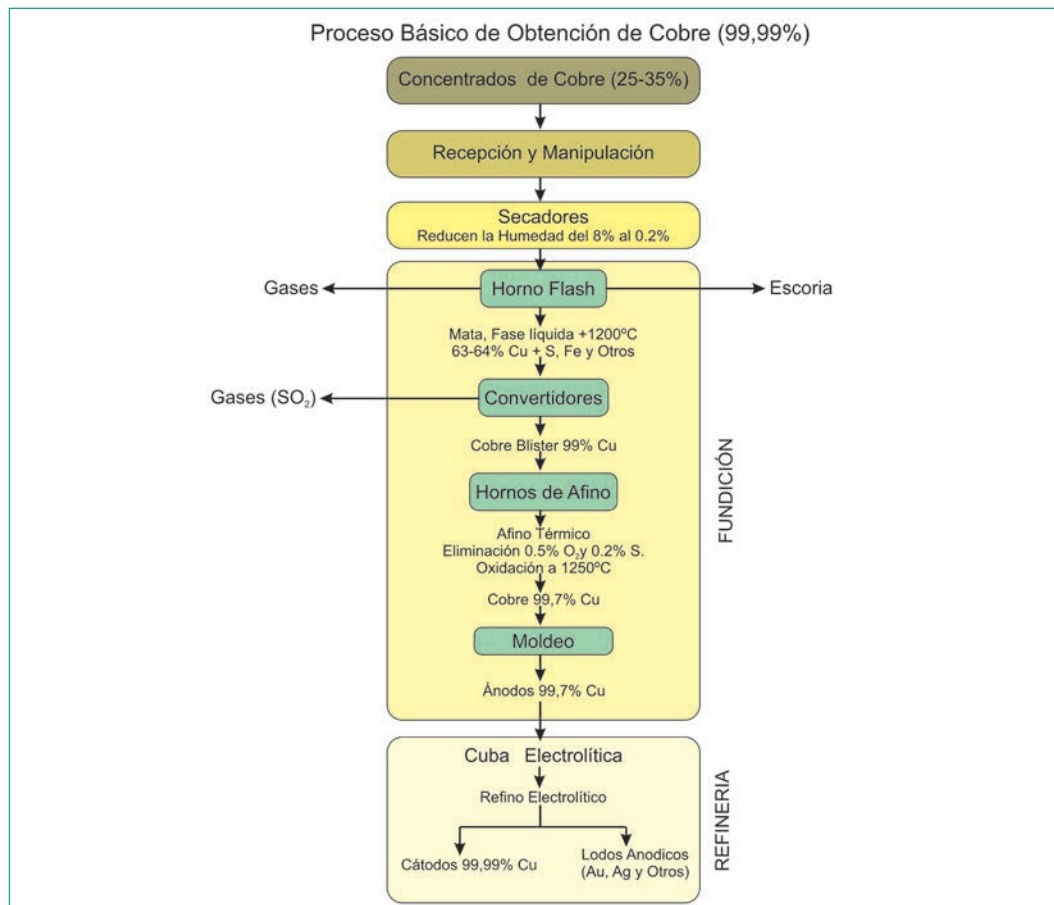 Proceso Básico de Obtención de Cobre (99,99%)
Concentrados de Cobre (25-35%)
Recepción y Manipulación
Secadores
Reducen la Humedad del 8% al 0.2%
Gases
Horno Flash
Escoria
Mata, Fase líquida +1200ºC
63-64% Cu + S, Fe y Otros
Gases (SO₂)
Convertidores
Cobre Blister 99% Cu
Hornos de Afino
Afino Térmico
Eliminación 0.5% O₂y 0.2% S.
Oxidación a 1250ºC
Cobre 99,7% Cu
Moldeo
Ánodos 99,7% Cu
FUNDICIÓN
Cuba Electrolítica
Refino Electrolítico
Cátodos 99,99% Cu
Lodos Anodicos
(Au, Ag y Otros)
REFINERIA